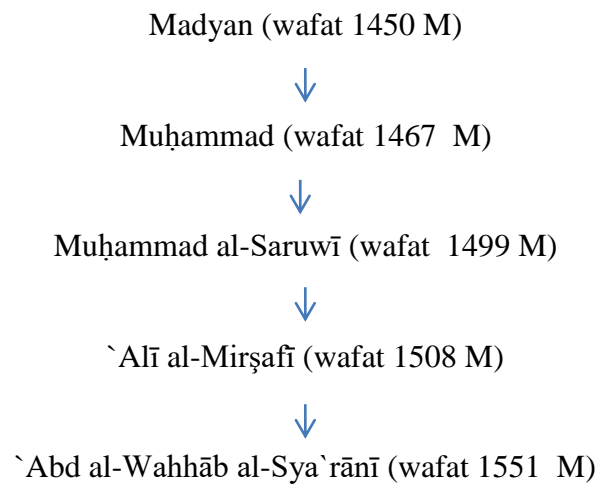 Madyan (wafat 1450 M)
Muḥammad (wafat 1467  M)
Muḥammad al-Saruwī (wafat  1499 M)
`Alī al-Mirşafī (wafat 1508 M)
`Abd al-Wahhāb al-Sya`rānī (wafat 1551  M)